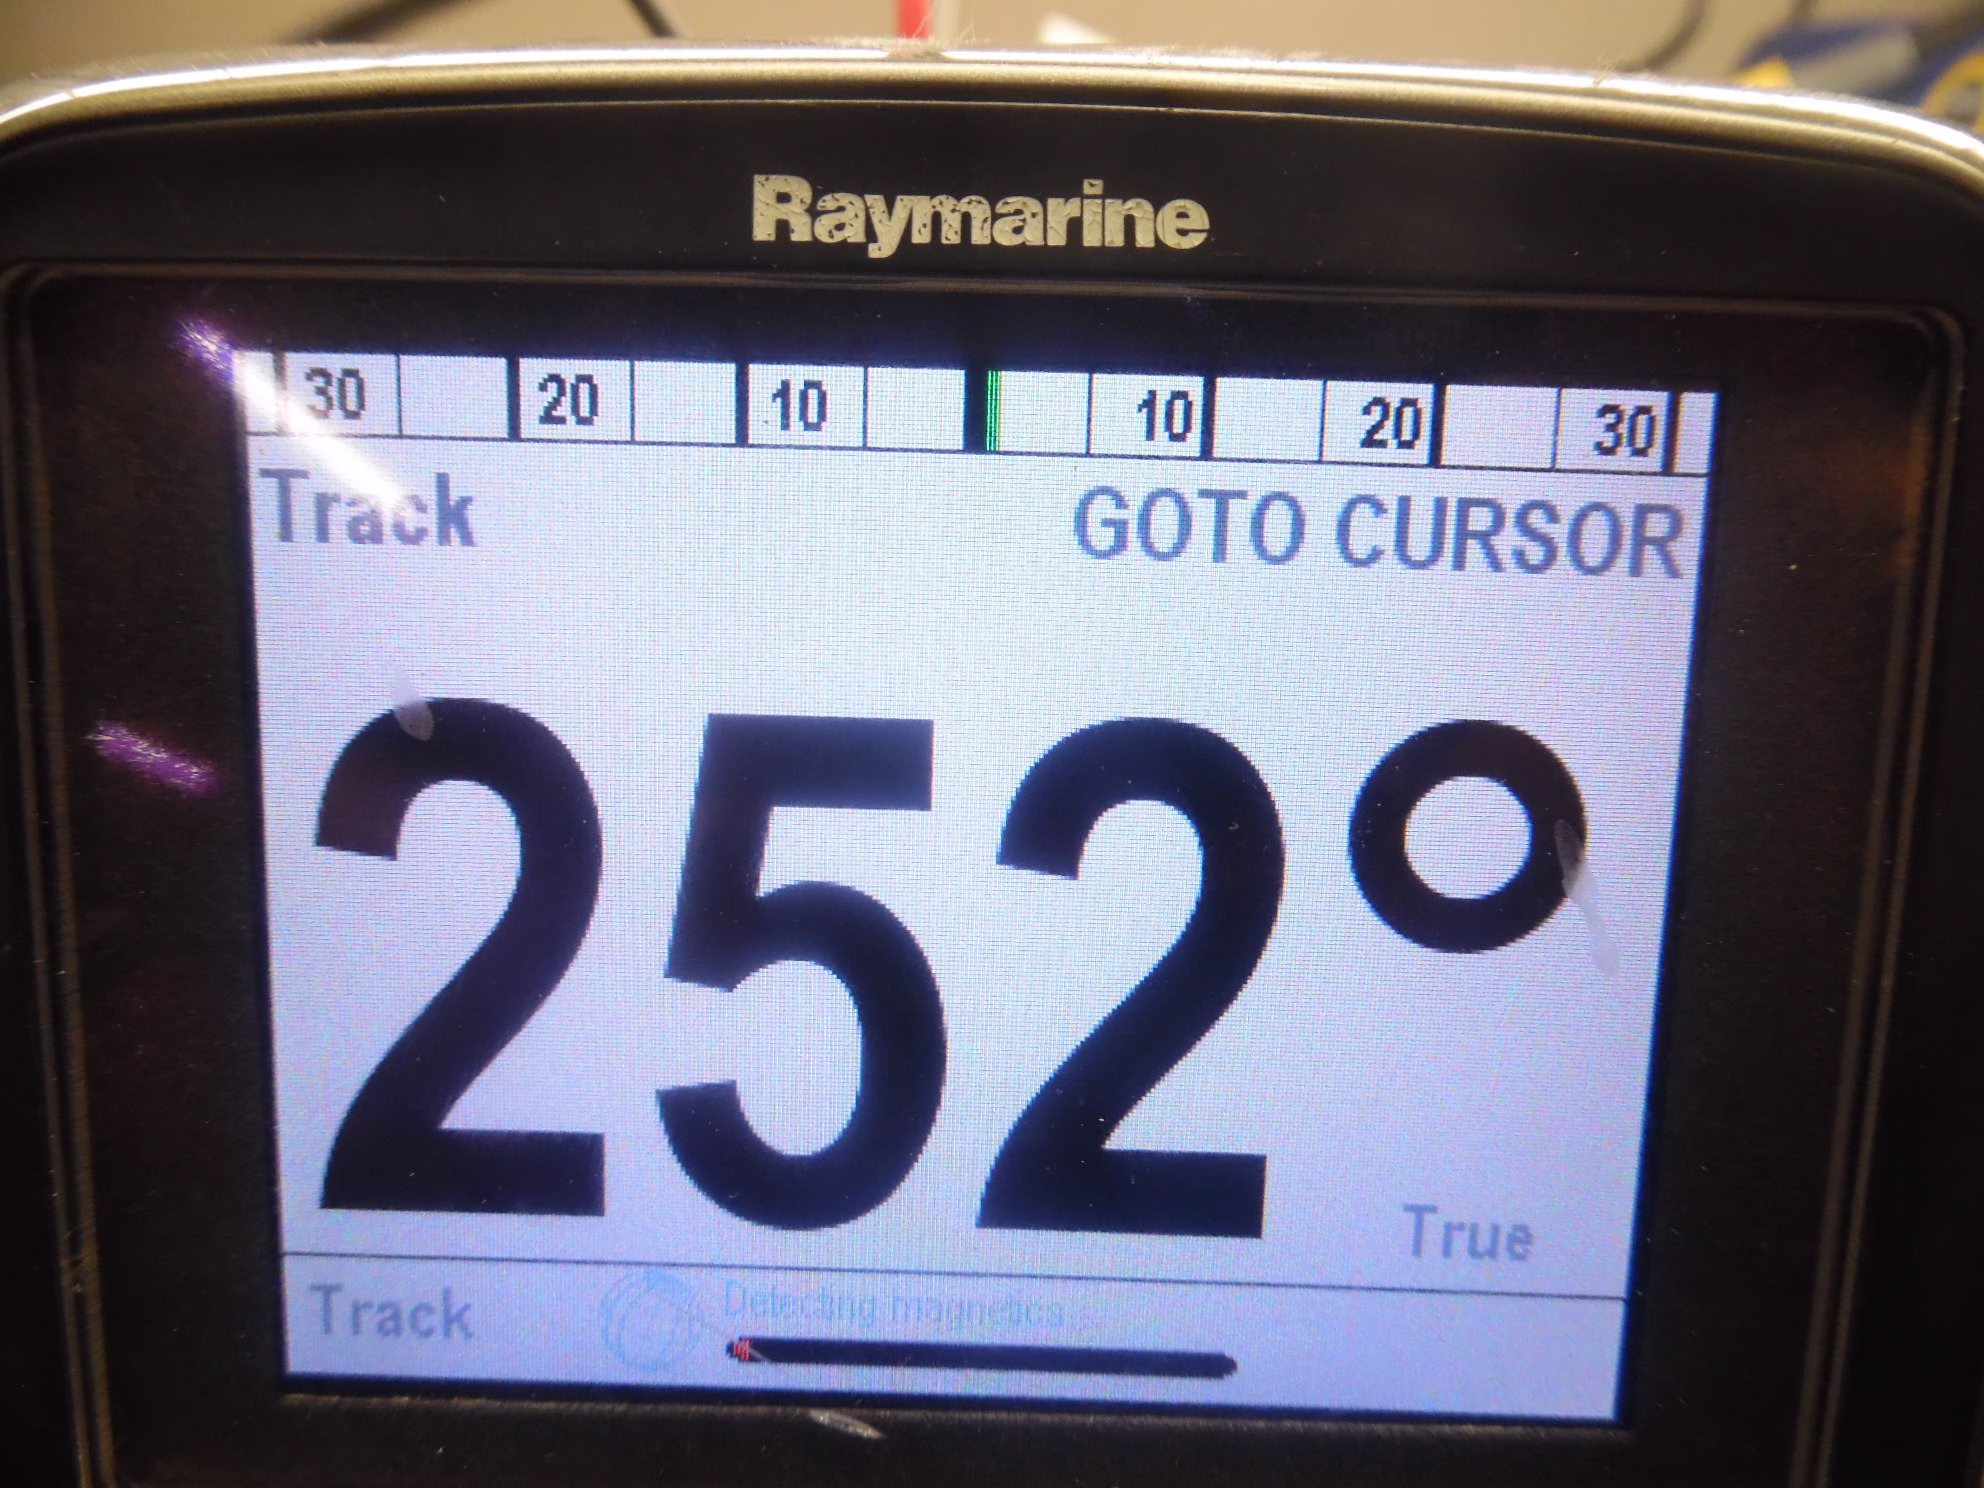 Raymarine
30 20 10 10 20 30
Track GOTO CURSOR
252°
True
Track Detecting magnetics